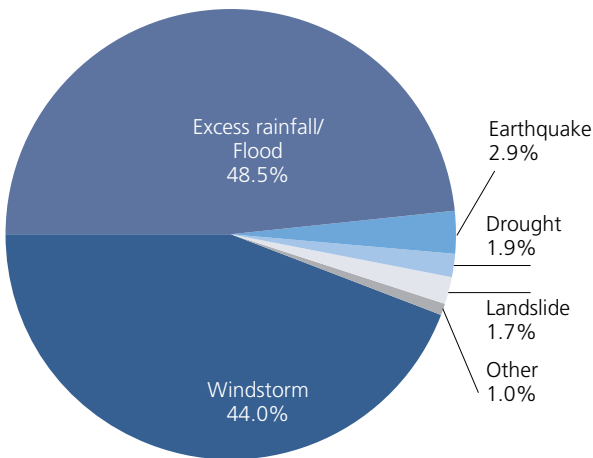 Excess rainfall/
Flood
48.5%
Earthquake
2.9%
Drought
1.9%
Landslide
1.7%
Other
1.0%
Windstorm
44.0%